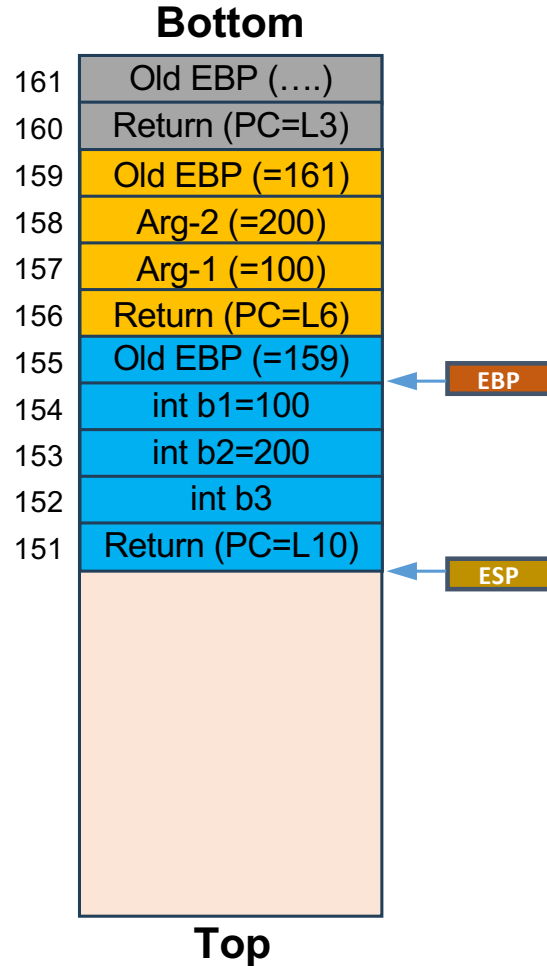 Bottom
161 Old EBP (....)
160 Return (PC=L3)
159 Old EBP (=161)
158 Arg-2 (=200)
157 Arg-1 (=100)
156 Return (PC=L6)
155 Old EBP (=159)
EBP
154 int b1=100
153 int b2=200
152 int b3
151 Return (PC=L10)
ESP
Top